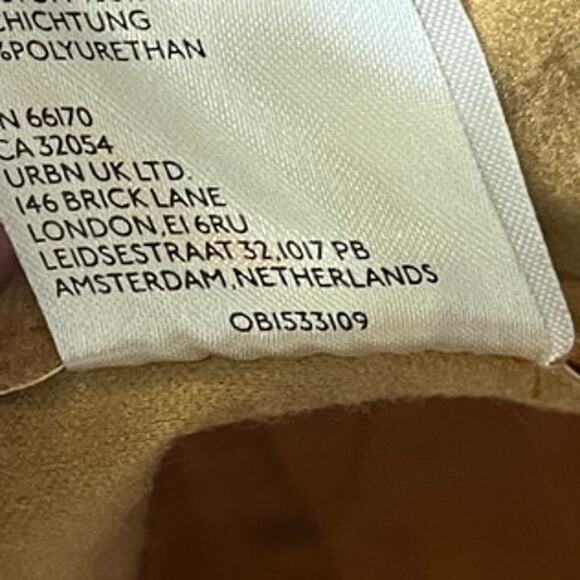 CHICHTUNG
%POLYURETHAN
N 66170
CA 32054
URBN UK LTD.
146 BRICK LANE
LONDON,E1 6RU
LEIDSESTRAAT 32,1017 PB
AMSTERDAM,NETHERLANDS
OB1533109